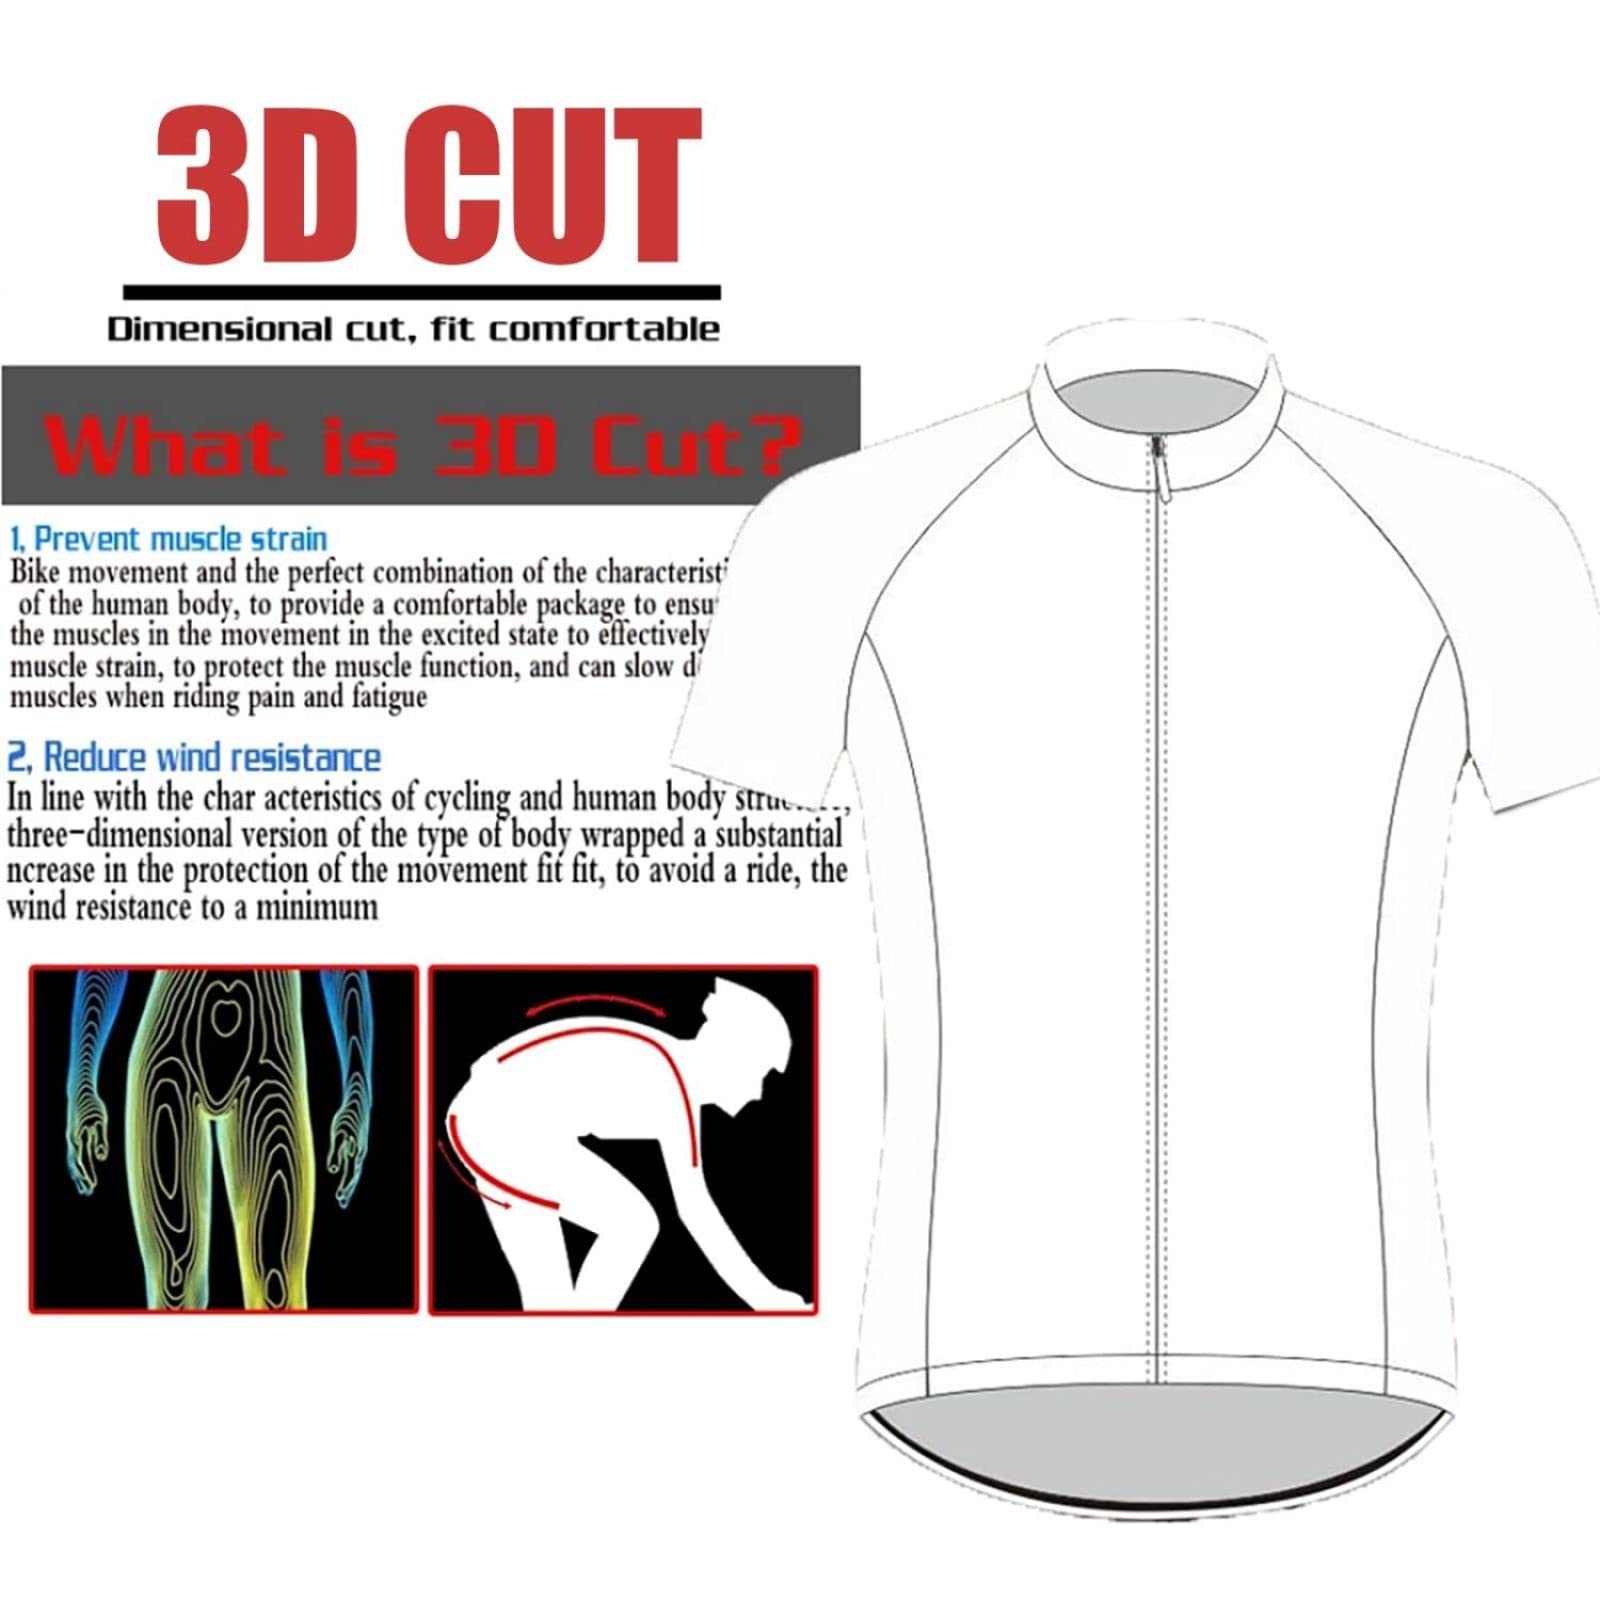 3D CUT
Dimensional cut, fit comfortable
What is 3D Cut?
1, Prevent muscle strain
Bike movement and the perfect combination of the characteristi
of the human body, to provide a comfortable package to ensu
the muscles in the movement in the excited state to effectively
muscle strain, to protect the muscle function, and can slow d
muscles when riding pain and fatigue
2, Reduce wind resistance
In line with the char acteristics of cycling and human body
three-dimensional version of the type of body wrapped a substantial
ncrease in the protection of the movement fit fit, to avoid a ride, the
wind resistance to a minimum